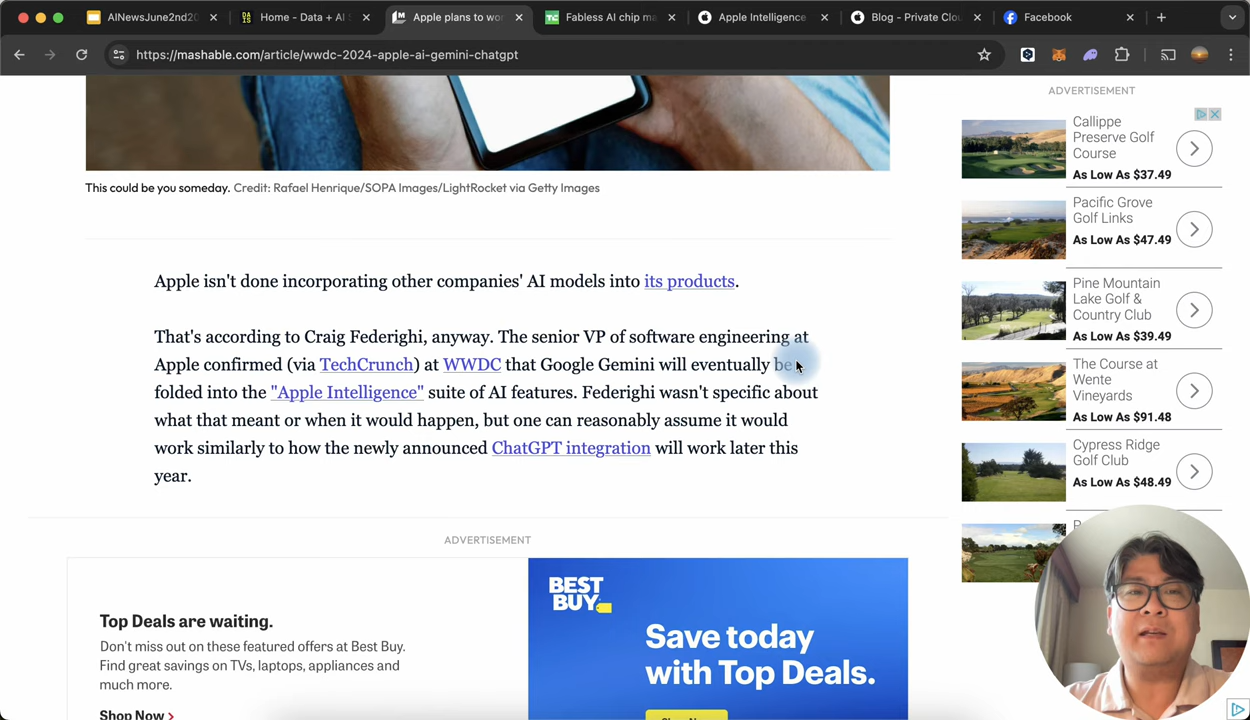 AINewsJune2nd20
Home - Data + AI S
Apple plans to wor
Fabless AI chip ma
Apple Intelligence
Blog - Private Clou
Facebook
https://mashable.com/article/wwdc-2024-apple-ai-gemini-chatgpt
This could be you someday. Credit: Rafael Henrique/SOPA Images/LightRocket via Getty Images
Apple isn't done incorporating other companies' AI models into its products.
That's according to Craig Federighi, anyway. The senior VP of software engineering at
Apple confirmed (via TechCrunch) at WWDC that Google Gemini will eventually be
folded into the "Apple Intelligence" suite of AI features. Federighi wasn't specific about
what that meant or when it would happen, but one can reasonably assume it would
work similarly to how the newly announced ChatGPT integration will work later this
year.
ADVERTISEMENT
Top Deals are waiting.
Don't miss out on these featured offers at Best Buy.
Find great savings on TVs, laptops, appliances and
much more.
Shop Now
BEST
BUY
Save today
with Top Deals.
ADVERTISEMENT
Callippe
Preserve Golf
Course
As Low As $37.49
Pacific Grove
Golf Links
As Low As $47.49
Pine Mountain
Lake Golf &
Country Club
As Low As $39.49
The Course at
Wente
Vineyards
As Low As $91.48
Cypress Ridge
Golf Club
As Low As $48.49